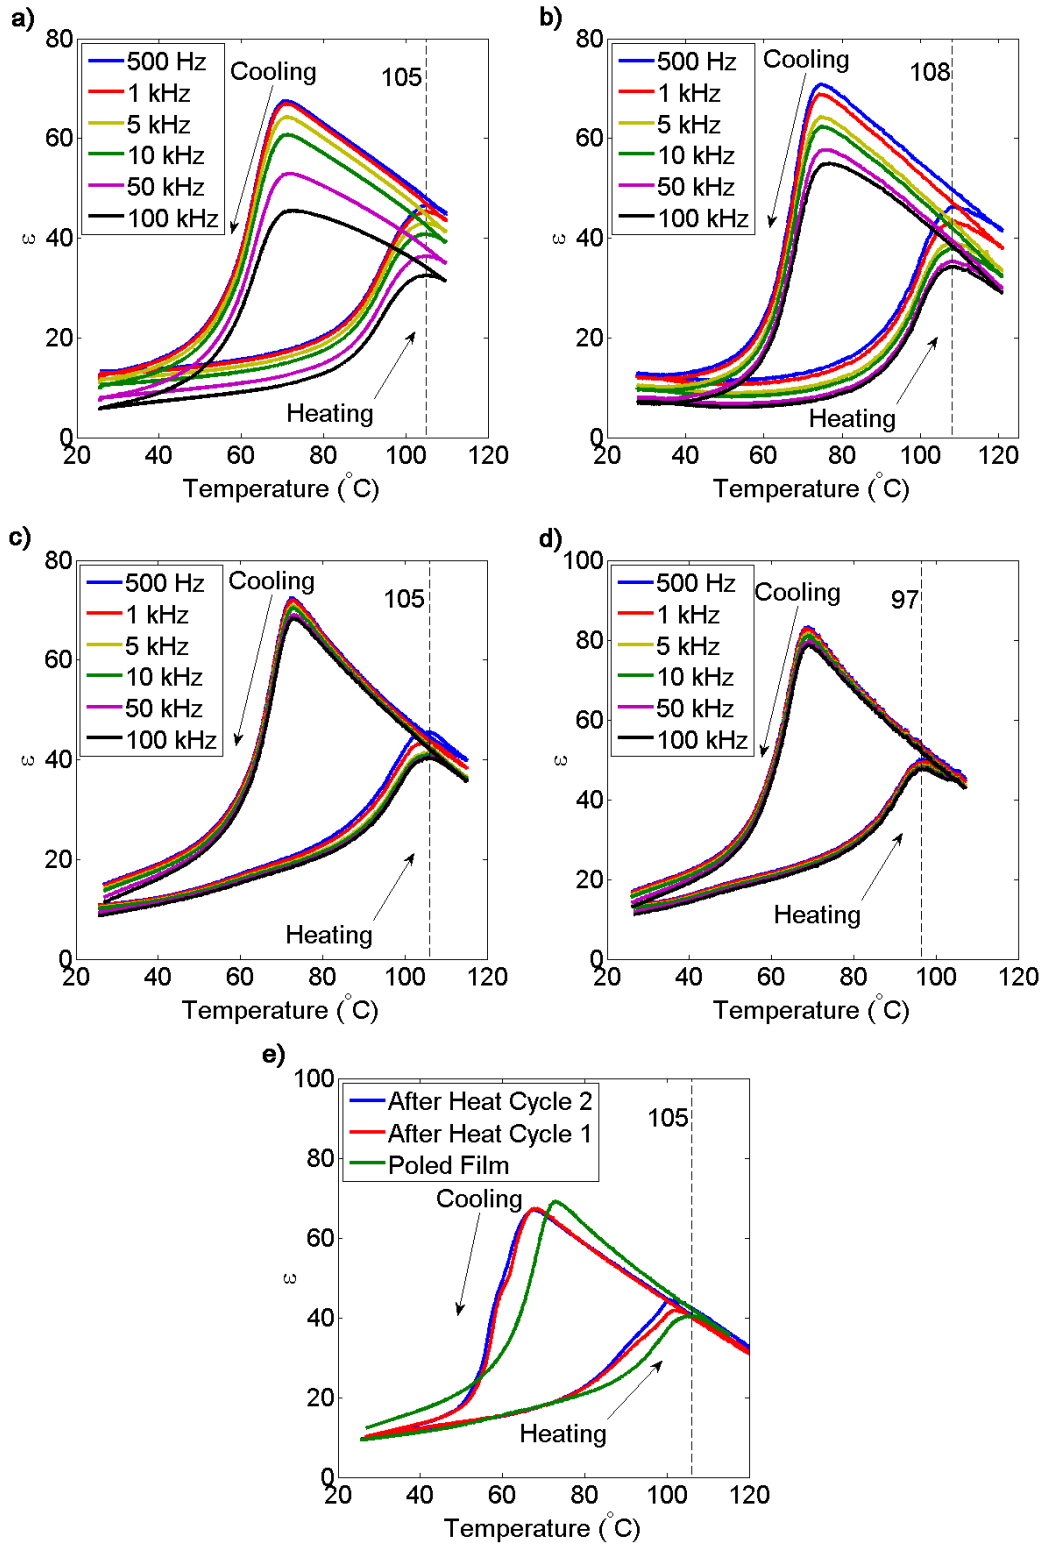 a)
80
60
40
20
0
ε
500 Hz
1 kHz
5 kHz
10 kHz
50 kHz
100 kHz
Cooling
105
Heating
20 40 60 80 100 120
Temperature (°C)
b)
80
60
40
20
0
ε
500 Hz
1 kHz
5 kHz
10 kHz
50 kHz
100 kHz
Cooling
108
Heating
20 40 60 80 100 120
Temperature (°C)
c)
80
60
40
20
0
ε
500 Hz
1 kHz
5 kHz
10 kHz
50 kHz
100 kHz
Cooling
105
Heating
20 40 60 80 100 120
Temperature (°C)
d)
100
80
60
40
20
0
ε
500 Hz
1 kHz
5 kHz
10 kHz
50 kHz
100 kHz
Cooling
97
Heating
20 40 60 80 100 120
Temperature (°C)
e)
100
80
60
40
20
0
ε
After Heat Cycle 2
After Heat Cycle 1
Poled Film
Cooling
105
Heating
20 40 60 80 100 120
Temperature (°C)